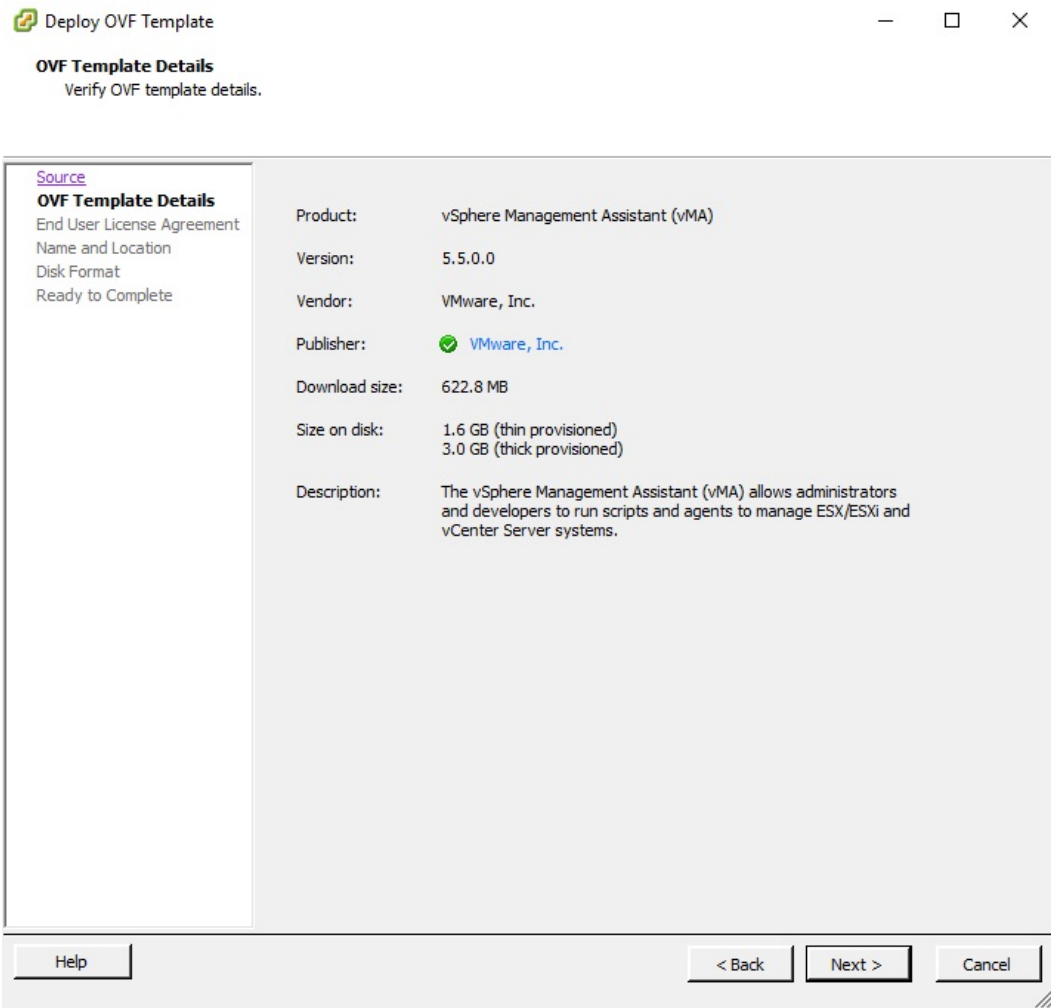 Deploy OVF Template
OVF Template Details
Verify OVF template details.
Source
OVF Template Details
End User License Agreement
Name and Location
Disk Format
Ready to Complete
Product: vSphere Management Assistant (vMA)
Version: 5.5.0.0
Vendor: VMware, Inc.
Publisher: VMware, Inc.
Download size: 622.8 MB
Size on disk: 1.6 GB (thin provisioned)
3.0 GB (thick provisioned)
Description: The vSphere Management Assistant (vMA) allows administrators
and developers to run scripts and agents to manage ESX/ESXi and
vCenter Server systems.
Help < Back Next > Cancel